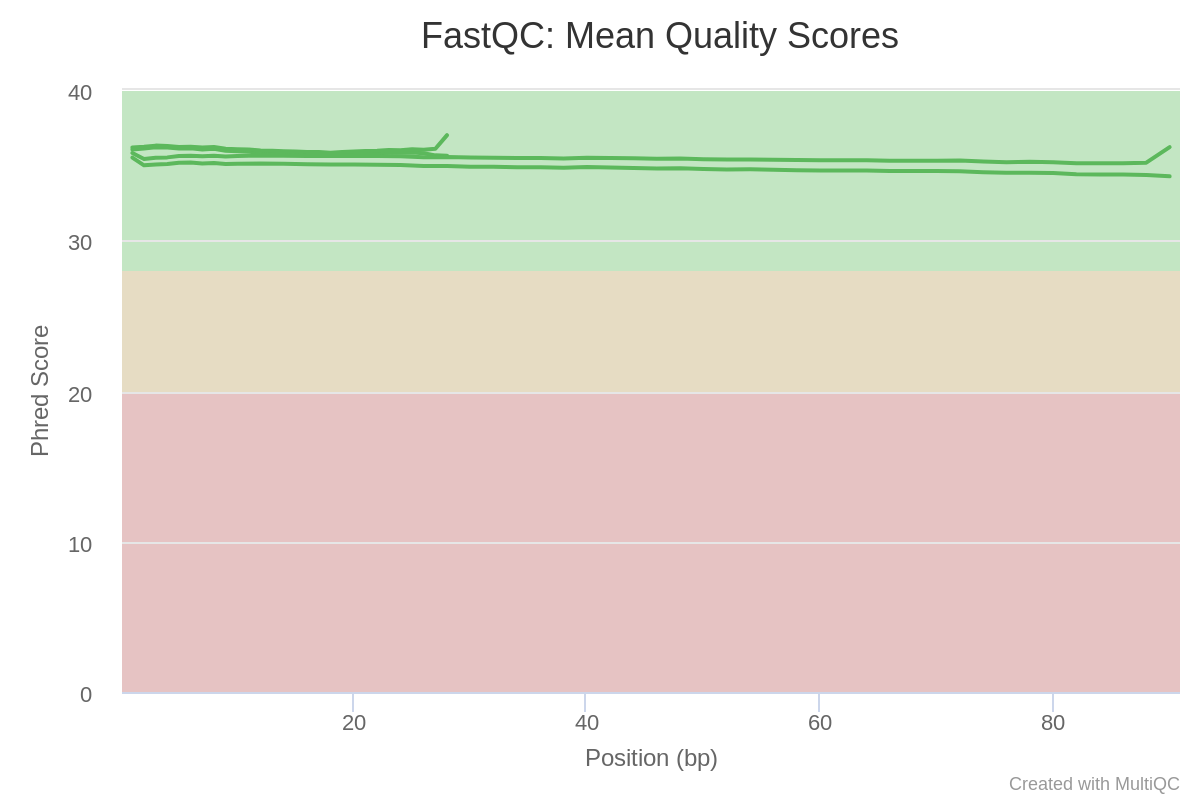 FastQC: Mean Quality Scores
Phred Score
40
30
20
10
0
20 40 60 80
Position (bp)
Created with MultiQC